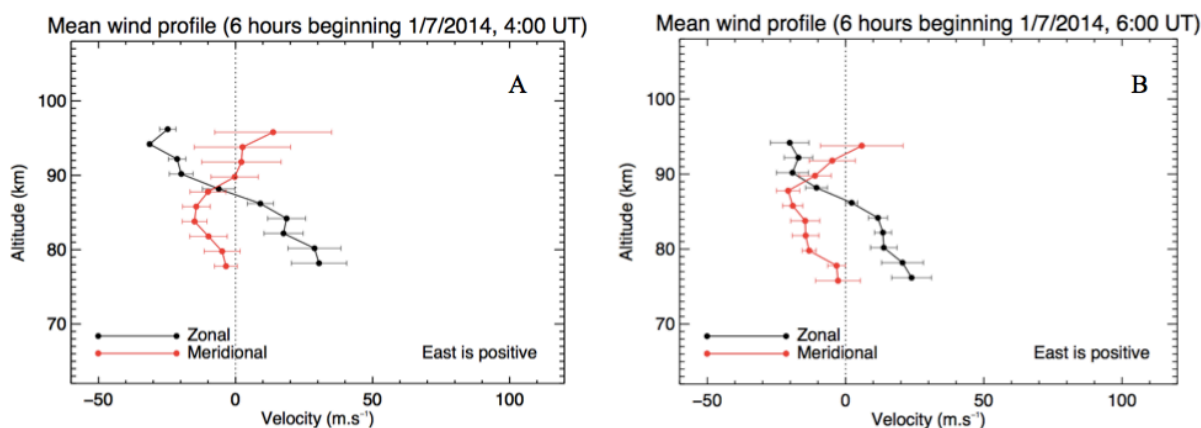 Mean wind profile (6 hours beginning 1/7/2014, 4:00 UT)
A
100
90
80
70
Altitude (km)
Zonal
Meridional
East is positive
−50 0 50 100
Velocity (m.s⁻¹)
Mean wind profile (6 hours beginning 1/7/2014, 6:00 UT)
B
100
90
80
70
Altitude (km)
Zonal
Meridional
East is positive
−50 0 50 100
Velocity (m.s⁻¹)